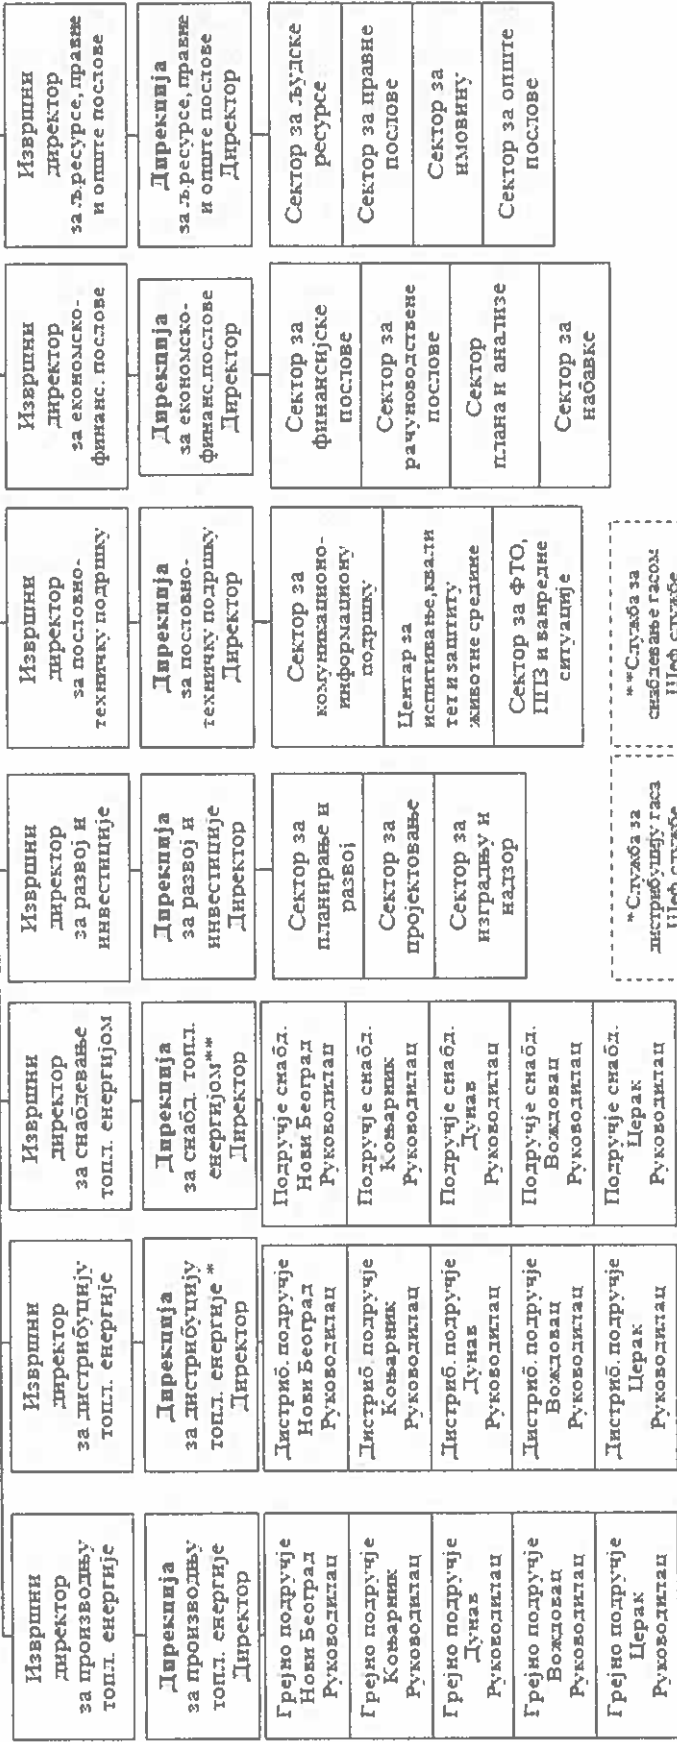 Извршни
директор
за производњу
топл. енергије
Дирекција
за производњу
топл. енергије
Директор
Грејно подручје
Нови Београд
Руководилац
Грејно подручје
Коњарник
Руководилац
Грејно подручје
Дунав
Руководилац
Грејно подручје
Вождовац
Руководилац
Грејно подручје
Церак
Руководилац
Извршни
директор
за дистрибуцију
топл. енергије
Дирекција
за дистрибуцију
топл. енергије *
Директор
Дистриб. подручје
Нови Београд
Руководилац
Дистриб. подручје
Коњарник
Руководилац
Дистриб. подручје
Дунав
Руководилац
Дистриб. подручје
Вождовац
Руководилац
Дистриб. подручје
Церак
Руководилац
Извршни
директор
за снабдевање
топл. енергијом
Дирекција
за снабд. топл.
енергијом**
Директор
Подручје снабд.
Нови Београд
Руководилац
Подручје снабд.
Коњарник
Руководилац
Подручје снабд.
Дунав
Руководилац
Подручје снабд.
Вождовац
Руководилац
Подручје снабд.
Церак
Руководилац
Извршни
директор
за развој и
инвестиције
Дирекција
за развој и
инвестиције
Директор
Сектор за
планирање и
развој
Сектор за
пројектовање
Сектор за
изградњу и
надзор
Извршни
директор
за пословно-
техничку подршку
Дирекција
за пословно-
техничку подршку
Директор
Сектор за
комуникационо-
информациону
подршку
Центар за
испитивање,квали
тет и заштиту
животне средине
Сектор за ФТО,
ППЗ и ванредне
ситуације
Извршни
директор
за економско-
финанс. послове
Дирекција
за економско-
финанс.послове
Директор
Сектор за
финансијске
послове
Сектор за
рачуноводствене
послове
Сектор
плана и анализе
Сектор за
набавке
Извршни
директор
за љ.ресурсе,правне
и опште послове
Дирекција
за љ.ресурсе,правне
и опште послове
Директор
Сектор за људске
ресурсе
Сектор за правне
послове
Сектор за
имовину
Сектор за опште
послове
*Служба за
дистрибуцију гаса
Шеф службе
**Служба за
снабдевање гасом
Шеф службе